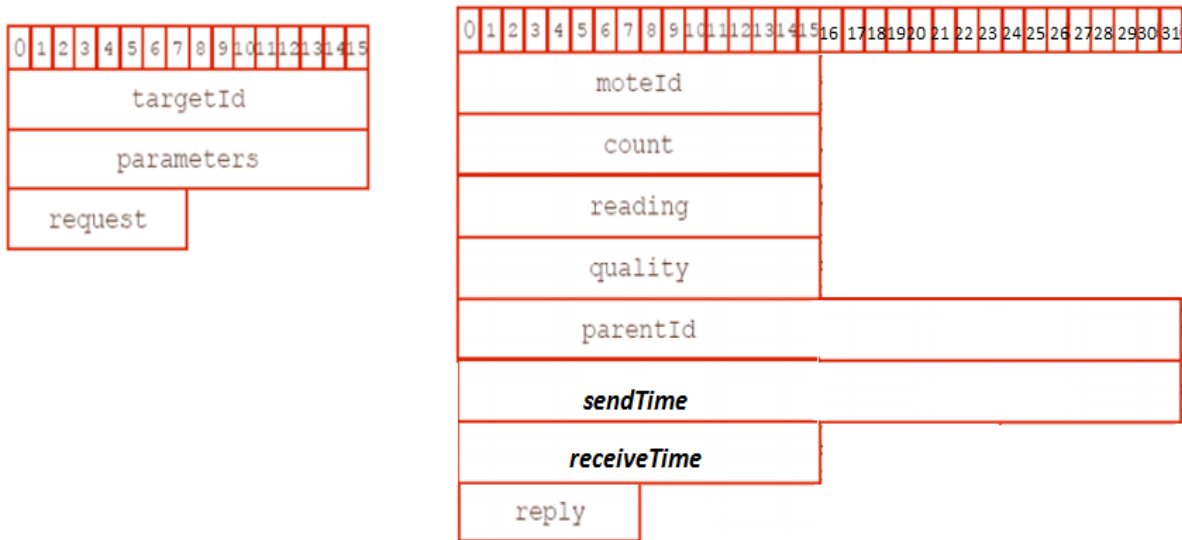 0 1 2 3 4 5 6 7 8 9 10 11 12 13 14 15
targetId
parameters
request
0 1 2 3 4 5 6 7 8 9 10 11 12 13 14 15 16 17 18 19 20 21 22 23 24 25 26 27 28 29 30 31
moteId
count
reading
quality
parentId
sendTime
receiveTime
reply